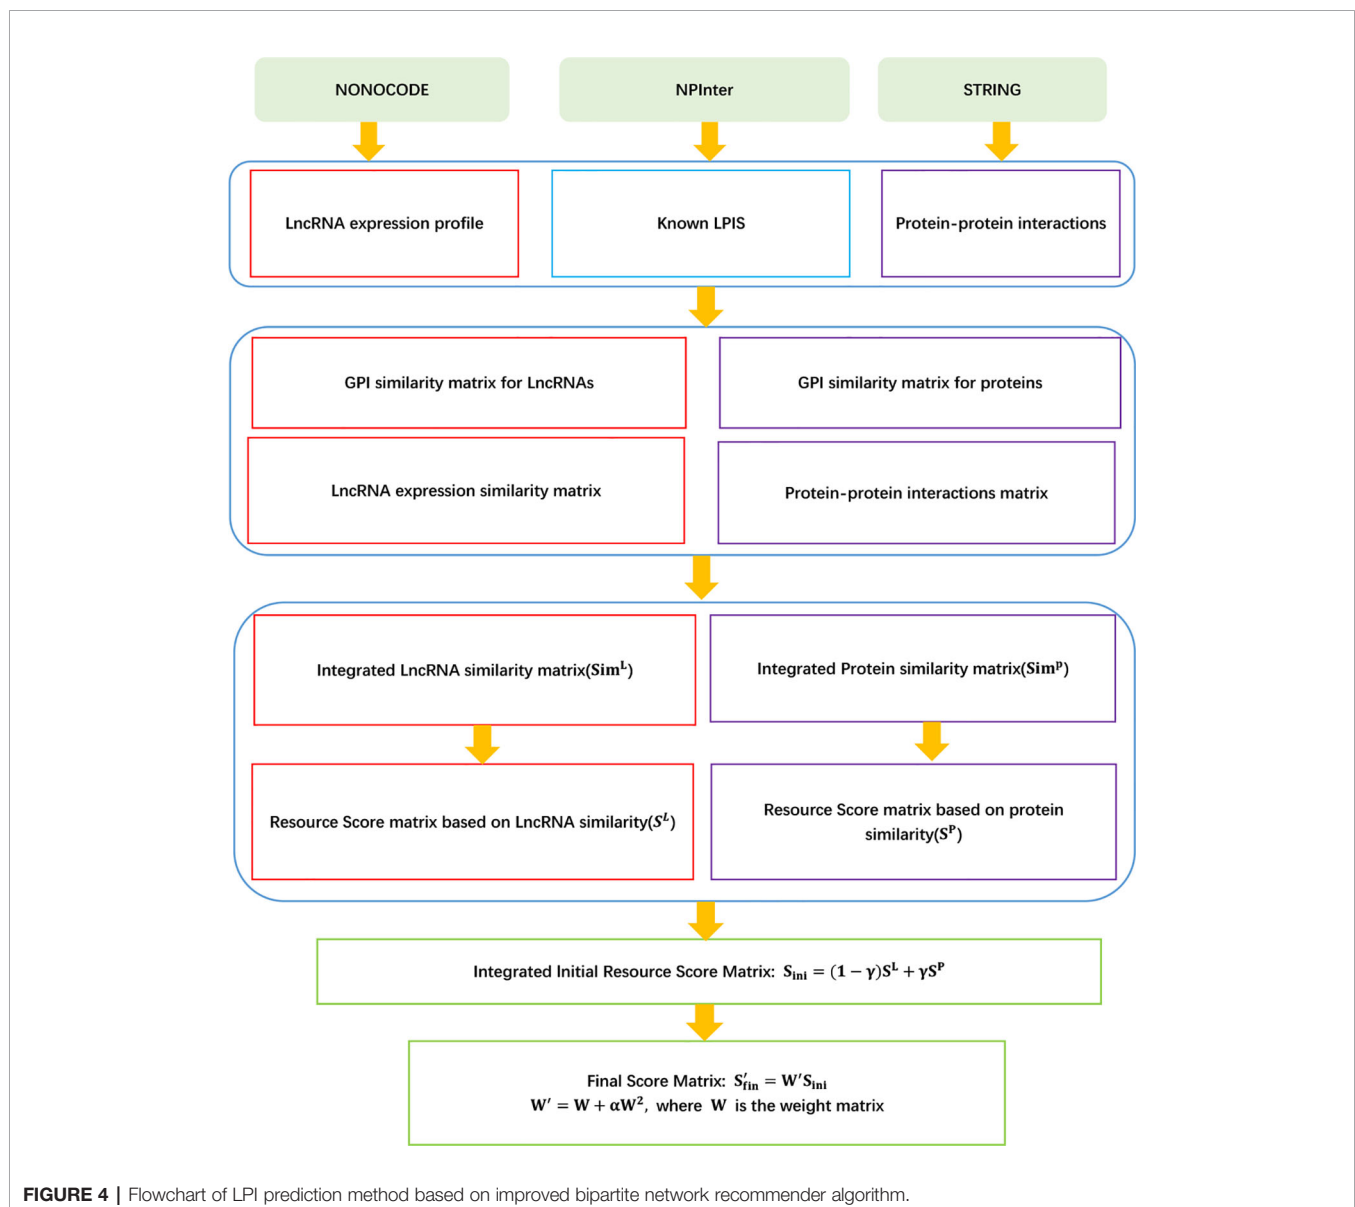 NONOCODE
NPInter
STRING
LncRNA expression profile
Known LPIS
Protein-protein interactions
GPI similarity matrix for LncRNAs
GPI similarity matrix for proteins
LncRNA expression similarity matrix
Protein-protein interactions matrix
Integrated LncRNA similarity matrix(Sim^L)
Integrated Protein similarity matrix(Sim^p)
Resource Score matrix based on LncRNA similarity(S^L)
Resource Score matrix based on protein
similarity(S^P)
Integrated Initial Resource Score Matrix: S_ini = (1 − γ)S^L + γS^P
Final Score Matrix: S′_fin = W′S_ini
W′ = W + αW², where W is the weight matrix
FIGURE 4 | Flowchart of LPI prediction method based on improved bipartite network recommender algorithm.